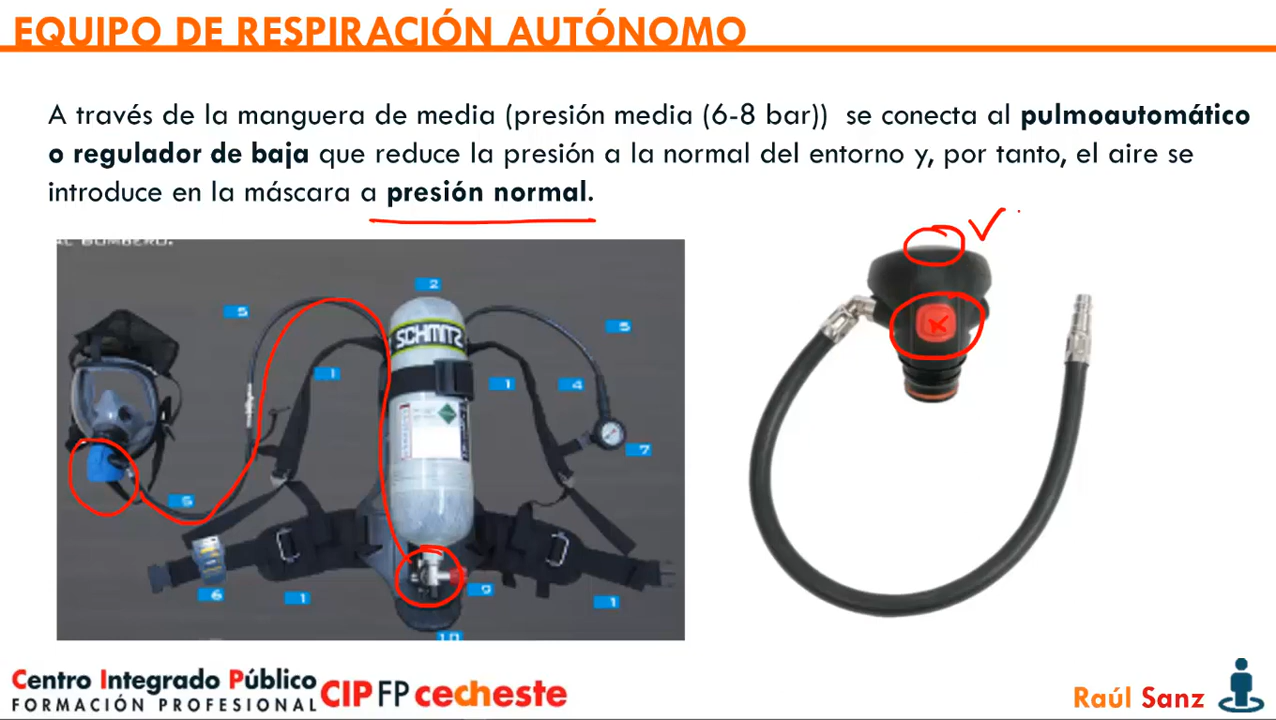 EQUIPO DE RESPIRACIÓN AUTÓNOMO
A través de la manguera de media (presión media (6-8 bar)) se conecta al pulmoautomático
o regulador de baja que reduce la presión a la normal del entorno y, por tanto, el aire se
introduce en la máscara a presión normal.
AL BOMBERO.
2
5
5
SCHMITZ
1
1
4
7
5
6
1
9
1
10
Centro Integrado Público
FORMACIÓN PROFESIONAL
CIPFP cecheste
Raúl Sanz